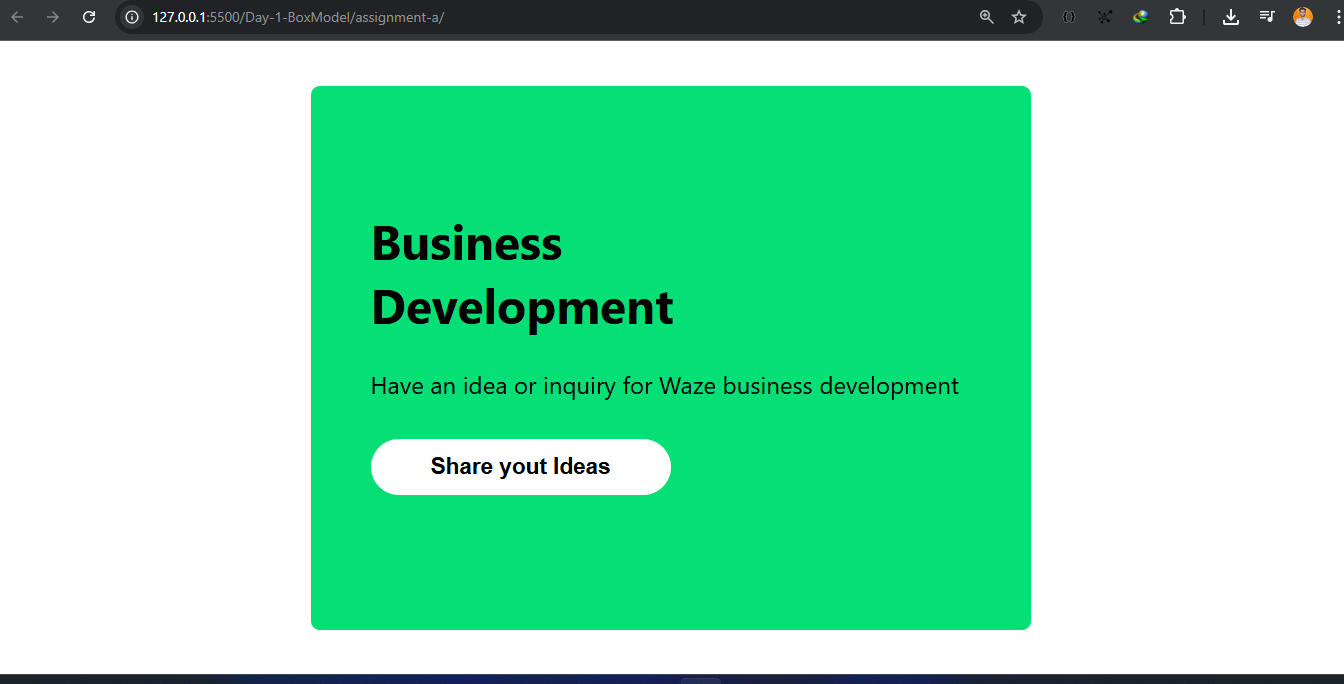 127.0.0.1:5500/Day-1-BoxModel/assignment-a/
Business
Development
Have an idea or inquiry for Waze business development
Share yout Ideas